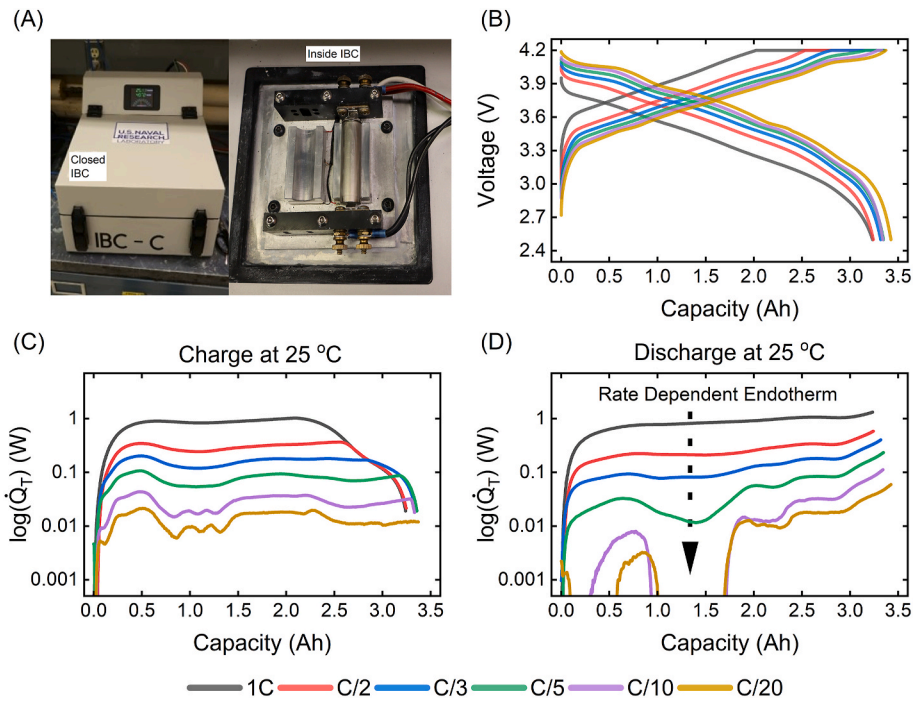 (A)
Inside IBC
U.S. NAVAL
RESEARCH
LABORATORY
Closed
IBC
IBC - C
(B)
Voltage (V)
4.2
3.9
3.6
3.3
3.0
2.7
2.4
0.0 0.5 1.0 1.5 2.0 2.5 3.0 3.5
Capacity (Ah)
(C)
Charge at 25 °C
log(Q̇T) (W)
1
0.1
0.01
0.001
0.0 0.5 1.0 1.5 2.0 2.5 3.0 3.5
Capacity (Ah)
(D)
Discharge at 25 °C
Rate Dependent Endotherm
log(Q̇T) (W)
1
0.1
0.01
0.001
0.0 0.5 1.0 1.5 2.0 2.5 3.0 3.5
Capacity (Ah)
1C C/2 C/3 C/5 C/10 C/20